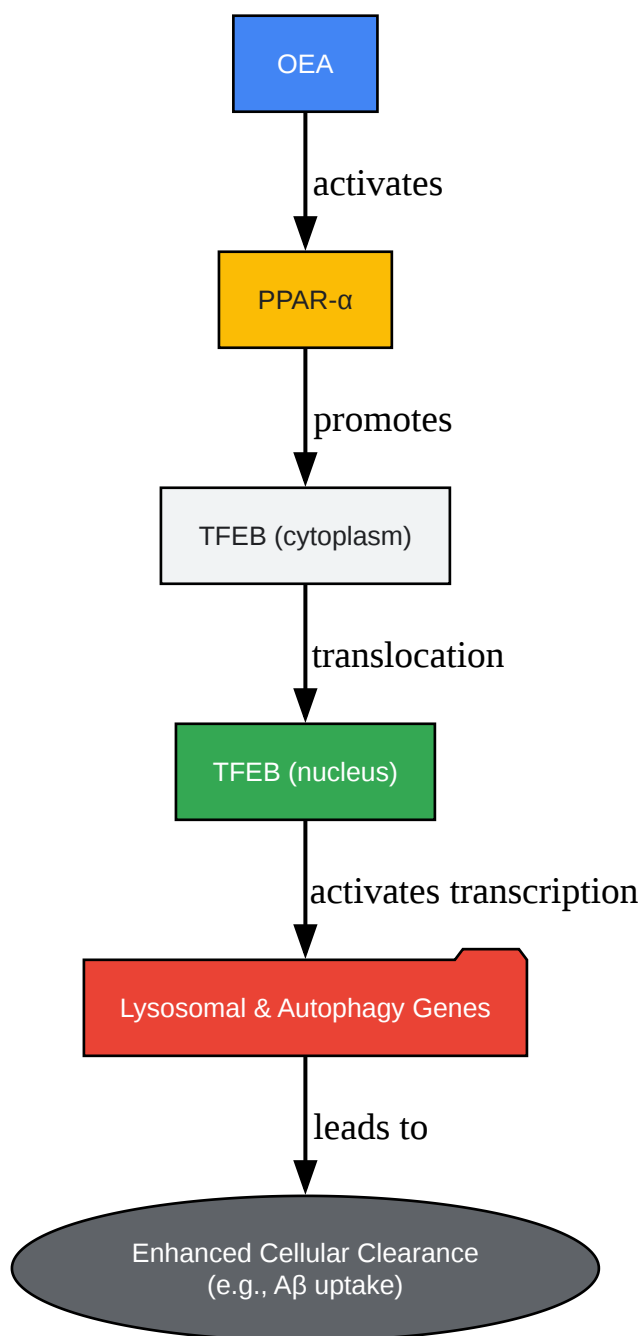 OEA
activates
PPAR-α
promotes
TFEB (cytoplasm)
translocation
TFEB (nucleus)
activates transcription
Lysosomal & Autophagy Genes
leads to
Enhanced Cellular Clearance
(e.g., Aβ uptake)